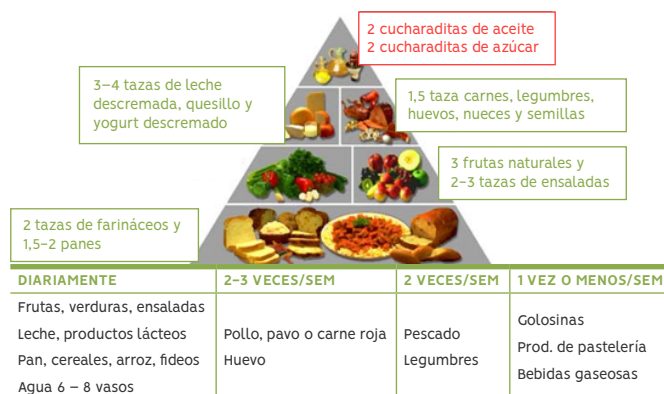 2 cucharaditas de aceite
2 cucharaditas de azúcar
3–4 tazas de leche
descremada, quesillo y
yogurt descremado
1,5 taza carnes, legumbres,
huevos, nueces y semillas
3 frutas naturales y
2–3 tazas de ensaladas
2 tazas de farináceos y
1,5–2 panes
DIARIAMENTE
Frutas, verduras, ensaladas
Leche, productos lácteos
Pan, cereales, arroz, fideos
Agua 6 – 8 vasos
2–3 VECES/SEM
Pollo, pavo o carne roja
Huevo
2 VECES/SEM
Pescado
Legumbres
1 VEZ O MENOS/SEM
Golosinas
Prod. de pastelería
Bebidas gaseosas